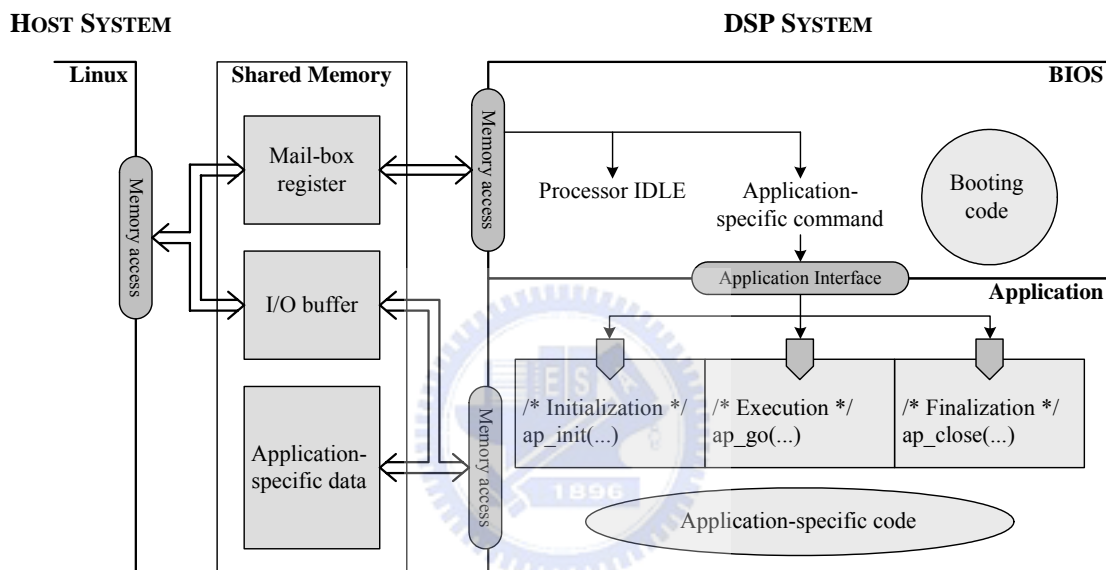 HOST SYSTEM
DSP SYSTEM
Linux
Shared Memory
BIOS
Memory access
Mail-box
register
Memory access
Processor IDLE
Application-
specific command
Booting
code
I/O buffer
Application Interface
Application
/* Initialization */
ap_init(...)
/* Execution */
ap_go(...)
/* Finalization */
ap_close(...)
Application-
specific data
Memory access
Application-specific code
E S A
1896